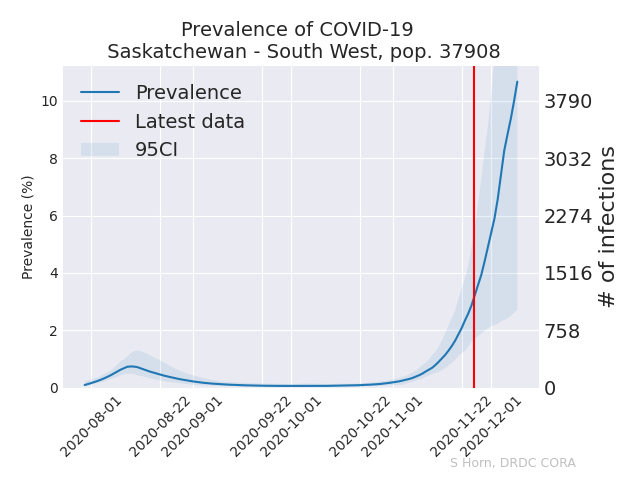 Prevalence of COVID-19
Saskatchewan - South West, pop. 37908
Prevalence
Latest data
95CI
Prevalence (%)
10
8
6
4
2
0
3790
3032
2274
1516
758
0
# of infections
2020-08-01
2020-08-22
2020-09-01
2020-09-22
2020-10-01
2020-10-22
2020-11-01
2020-11-22
2020-12-01
S Horn, DRDC CORA